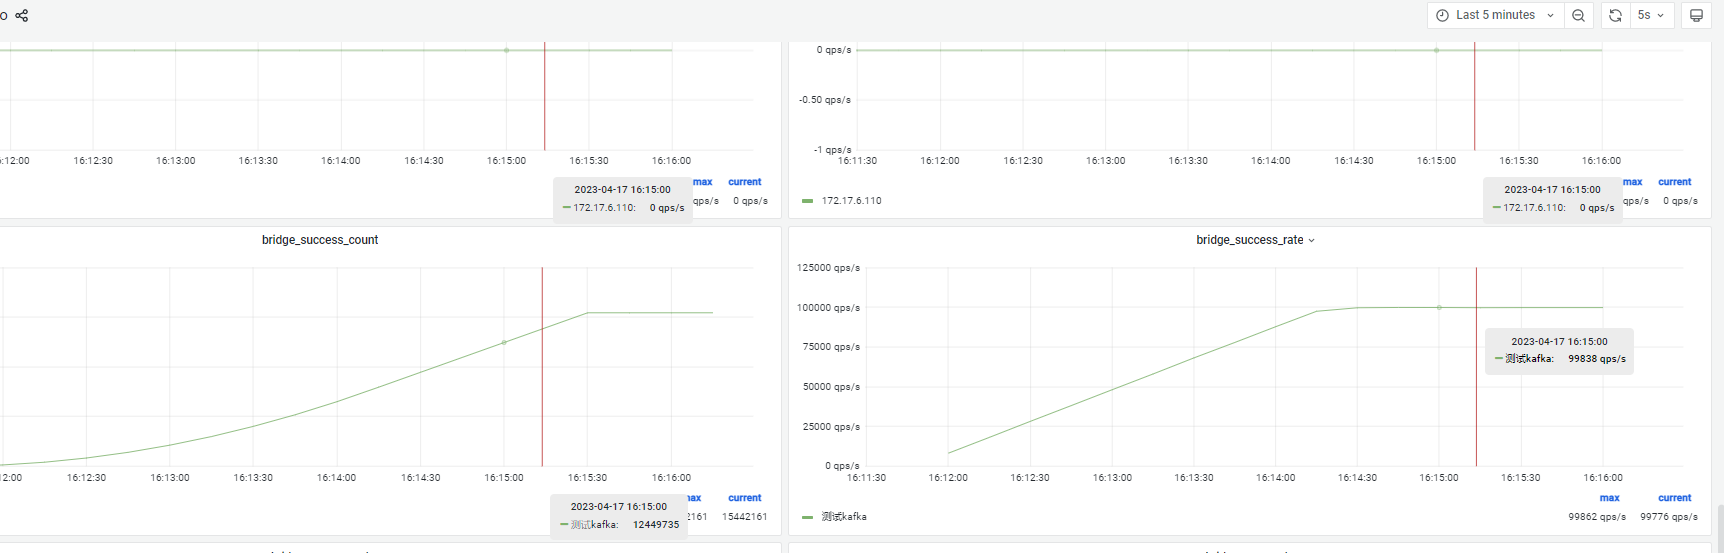 o
Last 5 minutes
5s
0 qps/s
-0.50 qps/s
-1 qps/s
:12:00 16:12:30 16:13:00 16:13:30 16:14:00 16:14:30 16:15:00 16:15:30 16:16:00
16:11:30 16:12:00 16:12:30 16:13:00 16:13:30 16:14:00 16:14:30 16:15:00 16:15:30 16:16:00
max current
2023-04-17 16:15:00
172.17.6.110: 0 qps/s
qps/s 0 qps/s
max current
2023-04-17 16:15:00
172.17.6.110
172.17.6.110: 0 qps/s
qps/s 0 qps/s
bridge_success_count
2:00 16:12:30 16:13:00 16:13:30 16:14:00 16:14:30 16:15:00 16:15:30 16:16:00
2023-04-17 16:15:00
测试kafka: 12449735
nax current
2161 15442161
bridge_success_rate
125000 qps/s
100000 qps/s
75000 qps/s
50000 qps/s
25000 qps/s
0 qps/s
2023-04-17 16:15:00
测试kafka: 99838 qps/s
16:11:30 16:12:00 16:12:30 16:13:00 16:13:30 16:14:00 16:14:30 16:15:00 16:15:30 16:16:00
max current
测试kafka 99862 qps/s 99776 qps/s